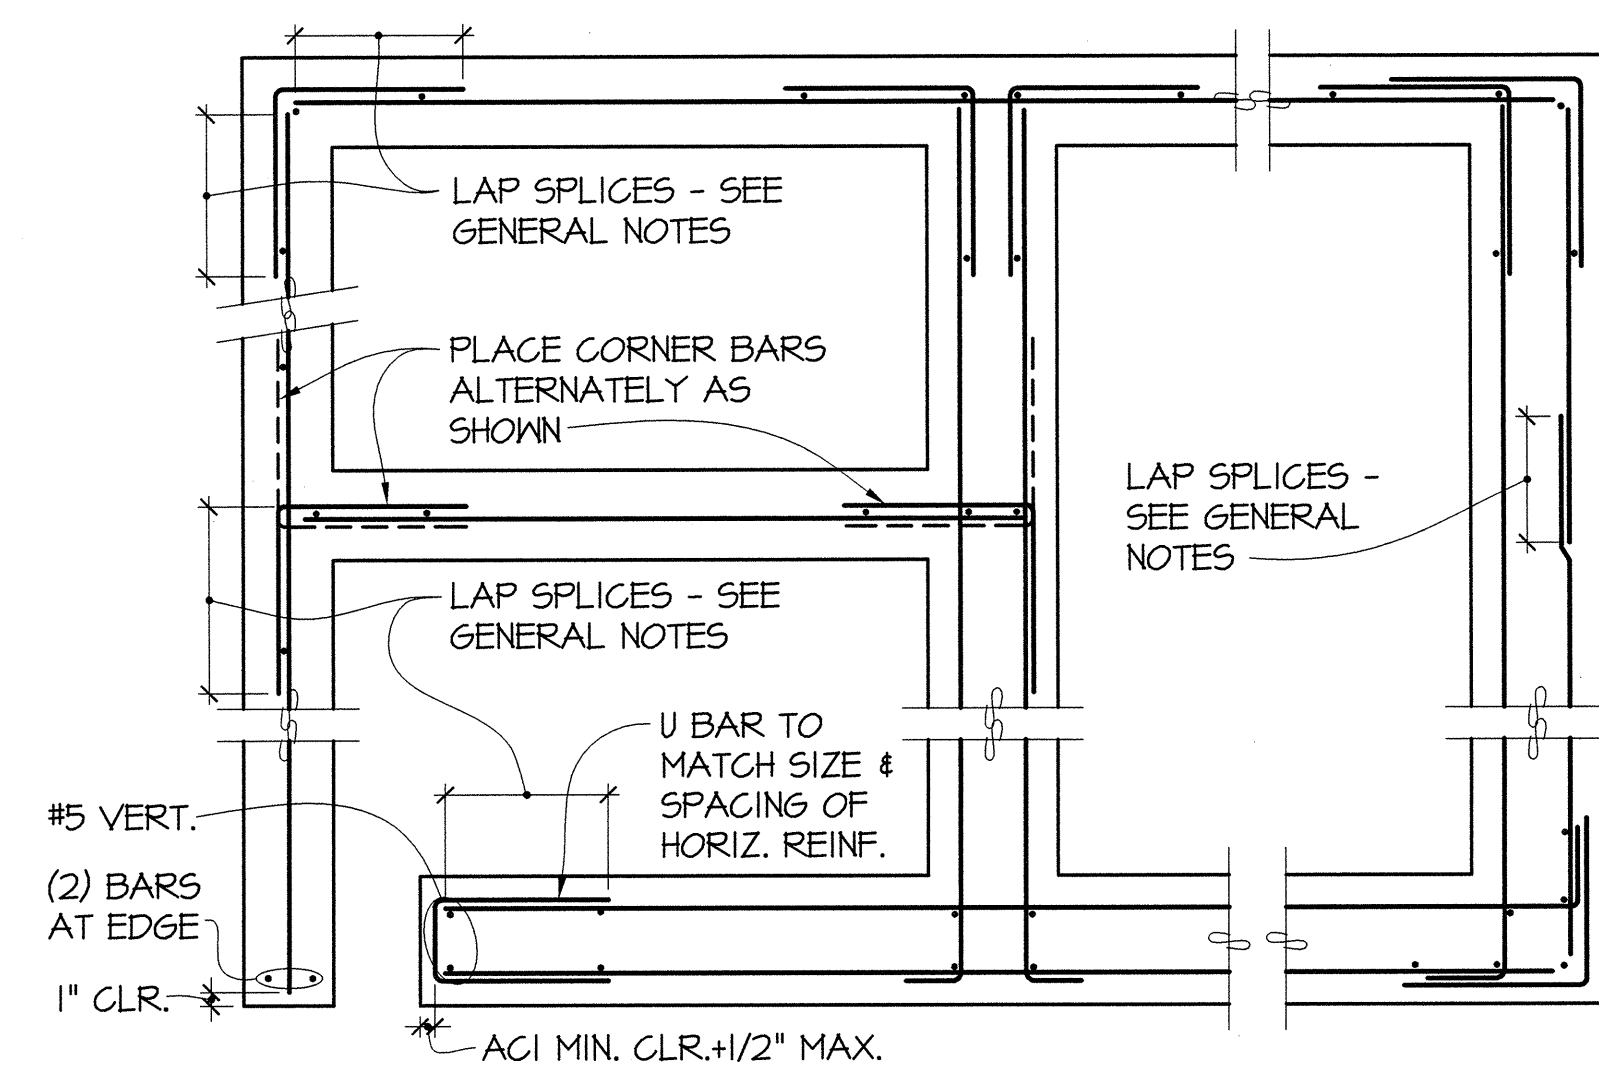 LAP SPLICES - SEE
GENERAL NOTES
PLACE CORNER BARS
ALTERNATELY AS
SHOWN
LAP SPLICES -
SEE GENERAL
NOTES
LAP SPLICES - SEE
GENERAL NOTES
U BAR TO
MATCH SIZE &
SPACING OF
HORIZ. REINF.
#5 VERT.
(2) BARS
AT EDGE
1" CLR.
ACI MIN. CLR.+1/2" MAX.